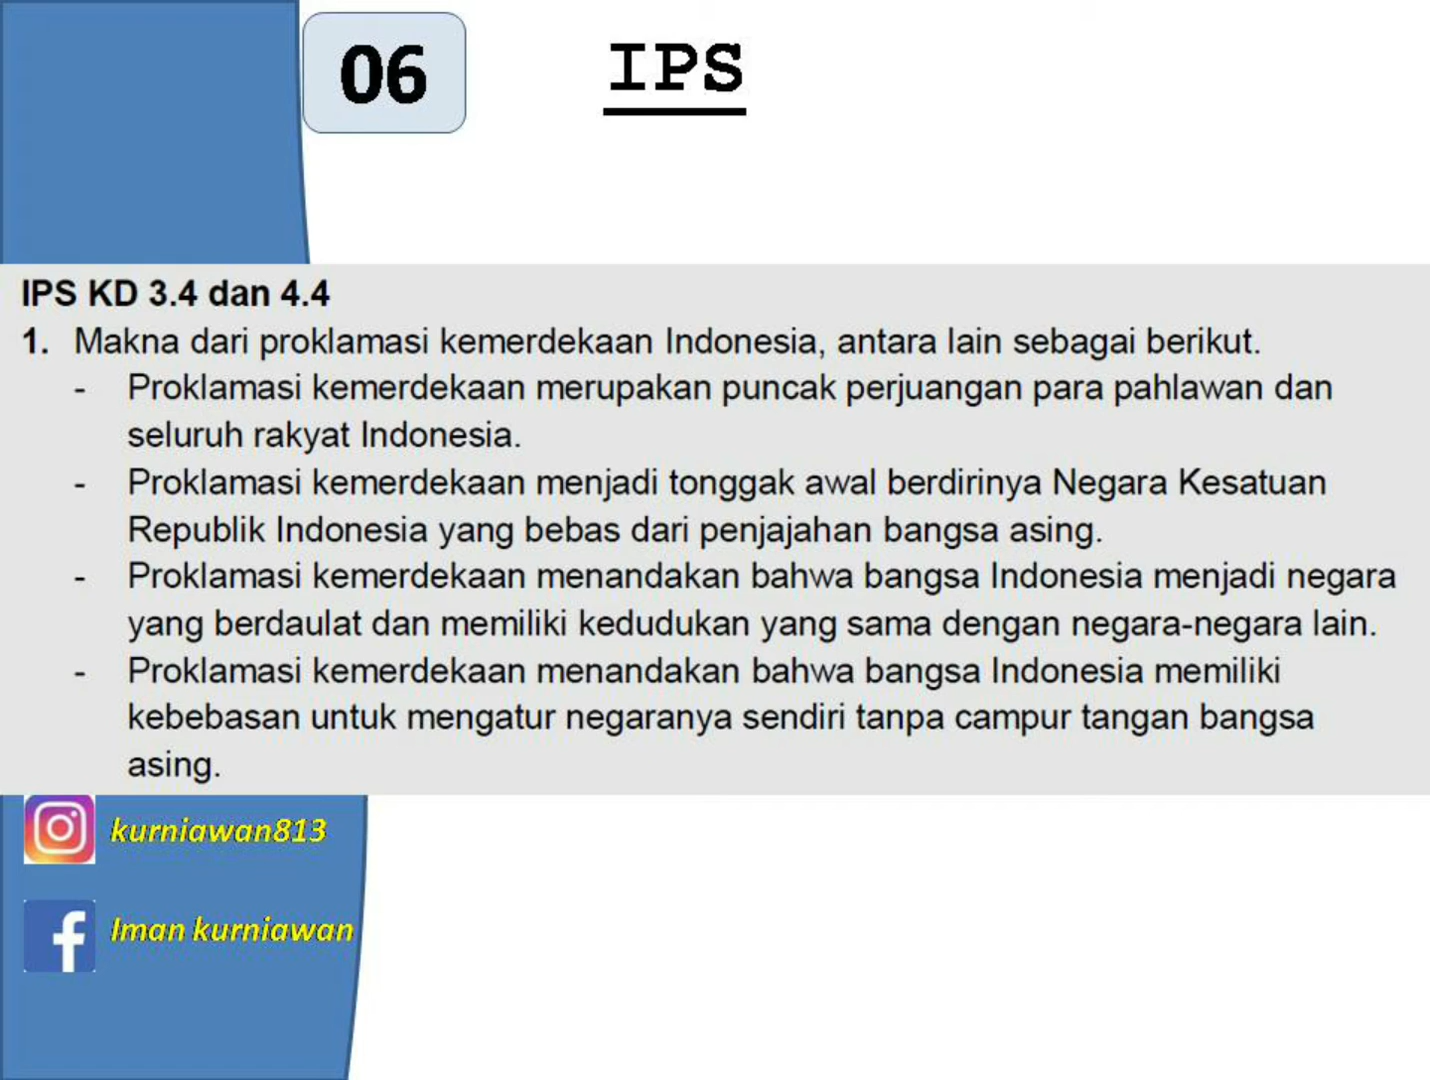 06
IPS
IPS KD 3.4 dan 4.4
1. Makna dari proklamasi kemerdekaan Indonesia, antara lain sebagai berikut.
- Proklamasi kemerdekaan merupakan puncak perjuangan para pahlawan dan
seluruh rakyat Indonesia.
- Proklamasi kemerdekaan menjadi tonggak awal berdirinya Negara Kesatuan
Republik Indonesia yang bebas dari penjajahan bangsa asing.
- Proklamasi kemerdekaan menandakan bahwa bangsa Indonesia menjadi negara
yang berdaulat dan memiliki kedudukan yang sama dengan negara-negara lain.
- Proklamasi kemerdekaan menandakan bahwa bangsa Indonesia memiliki
kebebasan untuk mengatur negaranya sendiri tanpa campur tangan bangsa
asing.
kurniawan813
Iman kurniawan